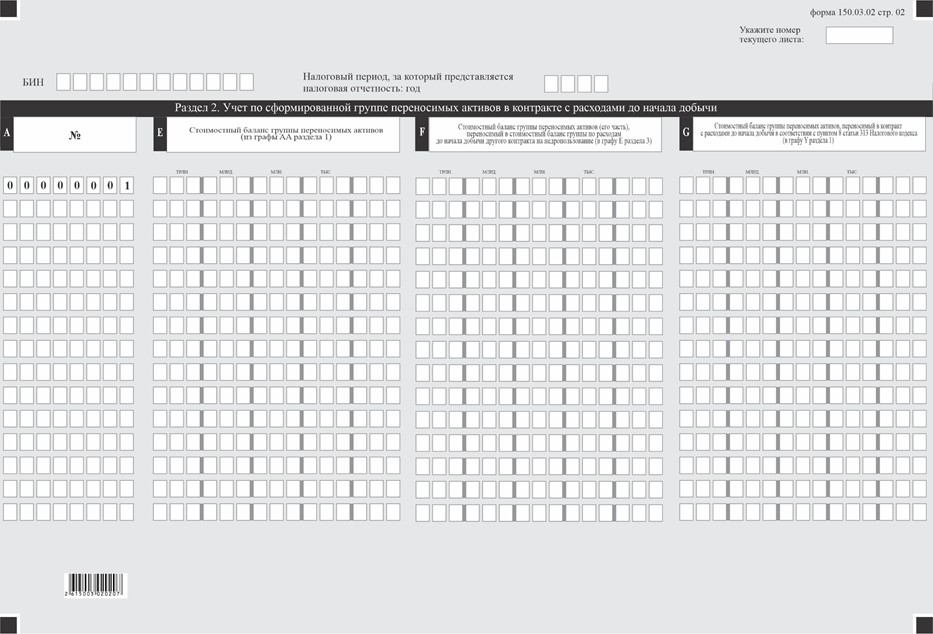 форма 150.03.02 стр. 02
Укажите номер
текущего листа:
БИН
Налоговый период, за который представляется
налоговая отчетность: год
Раздел 2. Учет по сформированной группе переносимых активов в контракте с расходами до начала добычи
A
№
E
Стоимостный баланс группы переносимых активов
(из графы AA раздела 1)
F
Стоимостный баланс группы переносимых активов (его часть),
переносимый в стоимостный баланс группы по расходам
до начала добычи другого контракта на недропользование (в графу E раздела 3)
G
Стоимостный баланс группы переносимых активов, переносимый в контракт
с расходами до начала добычи в соответствии с пунктом 8 статьи 313 Налогового кодекса
(в графу Y раздела 1)
ТРЛН МЛРД МЛН ТЫС
ТРЛН МЛРД МЛН ТЫС
ТРЛН МЛРД МЛН ТЫС
0 0 0 0 0 0 0 1
2 615003 020207